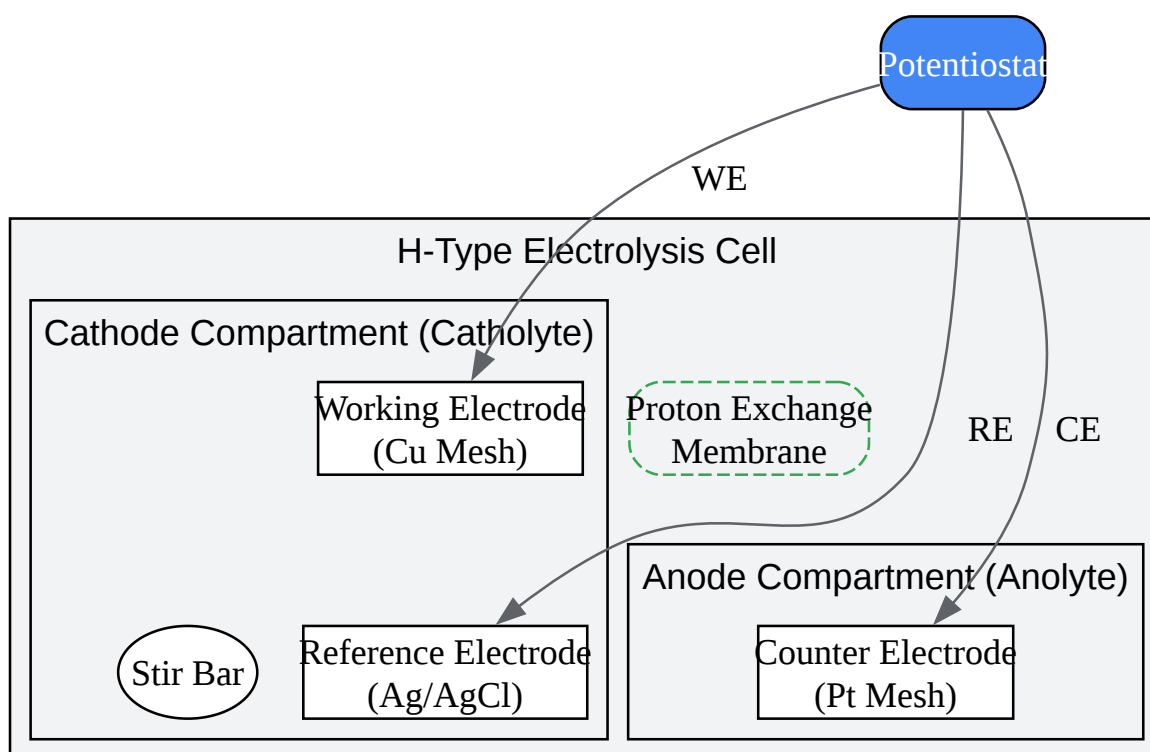 Potentiostat
WE
H-Type Electrolysis Cell
Cathode Compartment (Catholyte)
Working Electrode
(Cu Mesh)
Proton Exchange
Membrane
RE
CE
Anode Compartment (Anolyte)
Stir Bar
Reference Electrode
(Ag/AgCl)
Counter Electrode
(Pt Mesh)